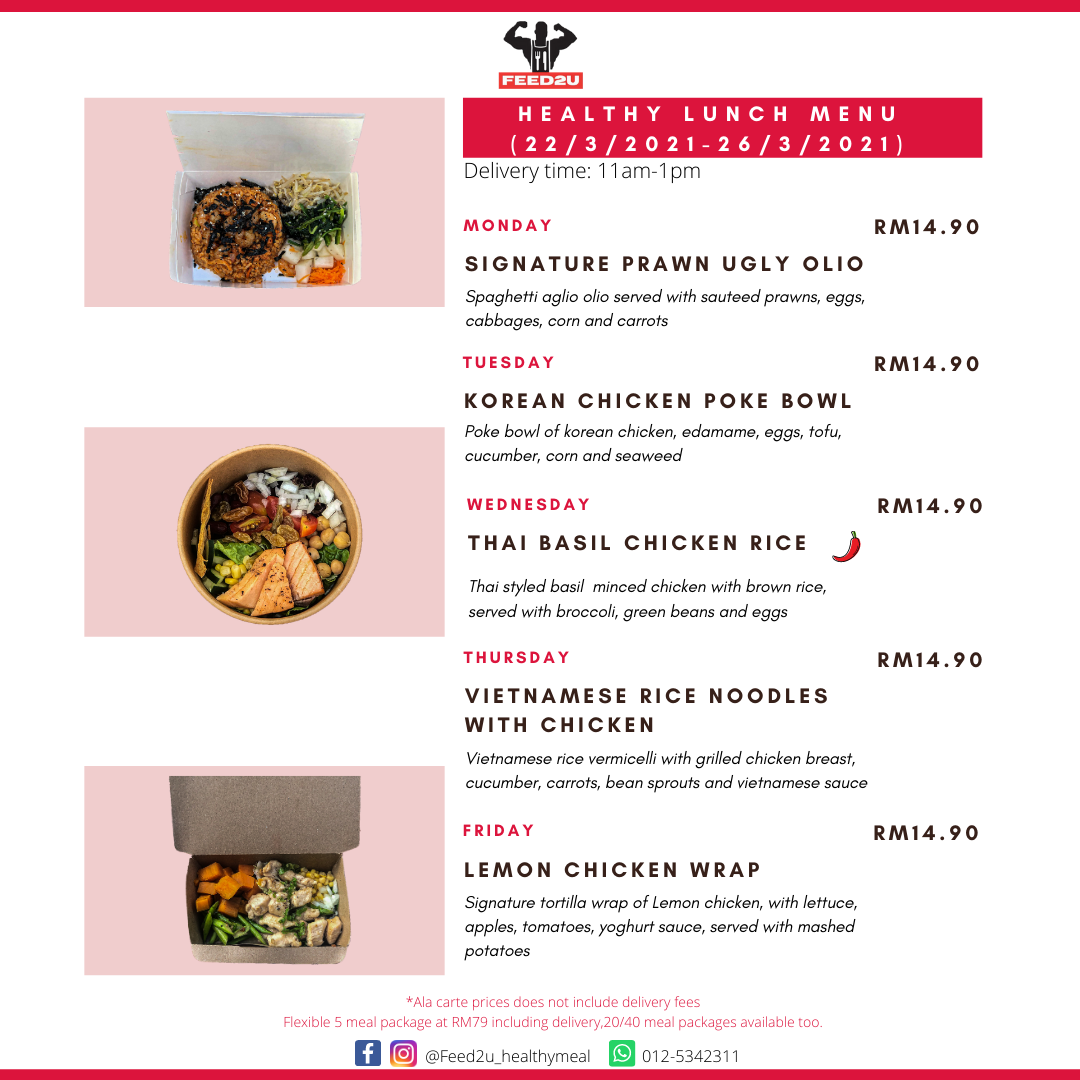 FEED2U
HEALTHY LUNCH MENU
(22/3/2021-26/3/2021)
Delivery time: 11am-1pm
MONDAY RM14.90
SIGNATURE PRAWN UGLY OLIO
Spaghetti aglio olio served with sauteed prawns, eggs,
cabbages, corn and carrots
TUESDAY RM14.90
KOREAN CHICKEN POKE BOWL
Poke bowl of korean chicken, edamame, eggs, tofu,
cucumber, corn and seaweed
WEDNESDAY RM14.90
THAI BASIL CHICKEN RICE
Thai styled basil  minced chicken with brown rice,
served with broccoli, green beans and eggs
THURSDAY RM14.90
VIETNAMESE RICE NOODLES
WITH CHICKEN
Vietnamese rice vermicelli with grilled chicken breast,
cucumber, carrots, bean sprouts and vietnamese sauce
FRIDAY RM14.90
LEMON CHICKEN WRAP
Signature tortilla wrap of Lemon chicken, with lettuce,
apples, tomatoes, yoghurt sauce, served with mashed
potatoes
*Ala carte prices does not include delivery fees
Flexible 5 meal package at RM79 including delivery,20/40 meal packages available too.
@Feed2u_healthymeal 012-5342311